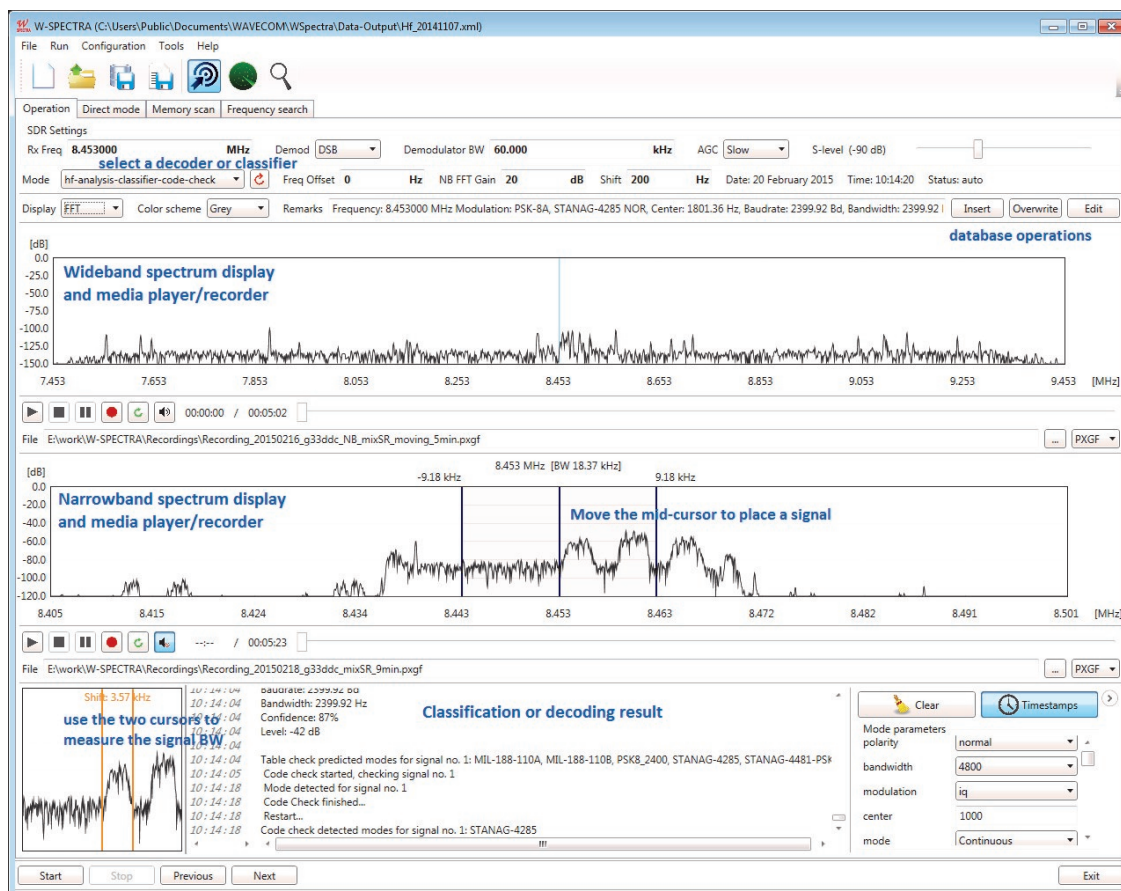 W-SPECTRA (C:\Users\Public\Documents\WAVECOM\WSpectra\Data-Output\Hf_20141107.xml)
File Run Configuration Tools Help
Operation Direct mode Memory scan Frequency search
SDR Settings
Rx Freq 8.453000 MHz Demod DSB Demodulator BW 60.000 kHz AGC Slow S-level (-90 dB)
select a decoder or classifier
Mode hf-analysis-classifier-code-check Freq Offset 0 Hz NB FFT Gain 20 dB Shift 200 Hz Date: 20 February 2015 Time: 10:14:20 Status: auto
Display FFT Color scheme Grey Remarks Frequency: 8.453000 MHz Modulation: PSK-8A, STANAG-4285 NOR, Center: 1801.36 Hz, Baudrate: 2399.92 Bd, Bandwidth: 2399.92 Insert Overwrite Edit
database operations
[dB]
0.0
-25.0
-50.0
-75.0
-100.0
-125.0
-150.0
Wideband spectrum display
and media player/recorder
7.453 7.653 7.853 8.053 8.253 8.453 8.653 8.853 9.053 9.253 9.453 [MHz]
00:00:00 / 00:05:02
File E:\work\W-SPECTRA\Recordings\Recording_20150216_g33ddc_NB_mixSR_moving_5min.pxgf ... PXGF
8.453 MHz [BW 18.37 kHz]
-9.18 kHz 9.18 kHz
[dB]
0.0
-20.0
-40.0
-60.0
-80.0
-100.0
-120.0
Narrowband spectrum display
and media player/recorder
Move the mid-cursor to place a signal
8.405 8.415 8.424 8.434 8.443 8.453 8.463 8.472 8.482 8.491 8.501 [MHz]
--:-- / 00:05:23
File E:\work\W-SPECTRA\Recordings\Recording_20150218_g33ddc_mixSR_9min.pxgf ... PXGF
Shift: 3.57 kHz
use the two cursors to
measure the signal BW
Classification or decoding result
10:14:04 Baudrate: 2399.92 Bd
10:14:04 Bandwidth: 2399.92 Hz
10:14:04 Confidence: 87%
10:14:04 Level: -42 dB
10:14:04
10:14:04 Table check predicted modes for signal no. 1: MIL-188-110A, MIL-188-110B, PSK8_2400, STANAG-4285, STANAG-4481-PSK
10:14:05 Code check started, checking signal no. 1
10:14:18 Mode detected for signal no. 1
10:14:18 Code Check finished...
10:14:18 Restart...
10:14:18 Code check detected modes for signal no. 1: STANAG-4285
Clear Timestamps
Mode parameters
polarity normal
bandwidth 4800
modulation iq
center 1000
mode Continuous
Start Stop Previous Next Exit